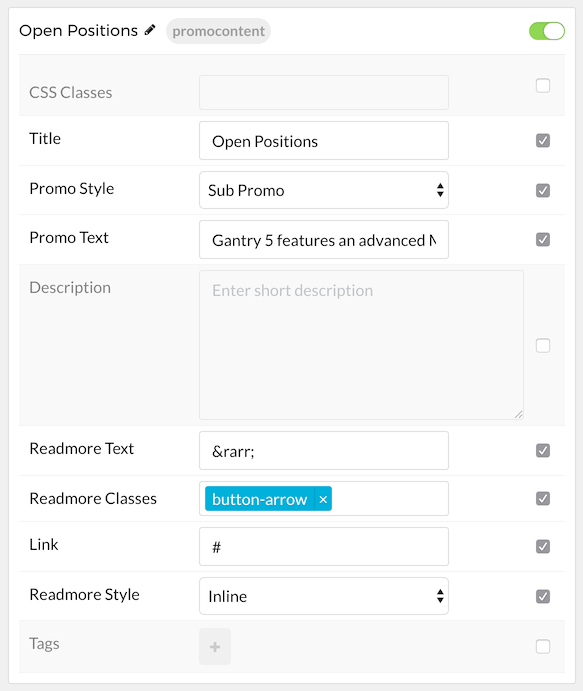 Open Positions promocontent
CSS Classes
Title Open Positions
Promo Style Sub Promo
Promo Text Gantry 5 features an advanced
Description Enter short description
Readmore Text &rarr;
Readmore Classes button-arrow ×
Link #
Readmore Style Inline
Tags +